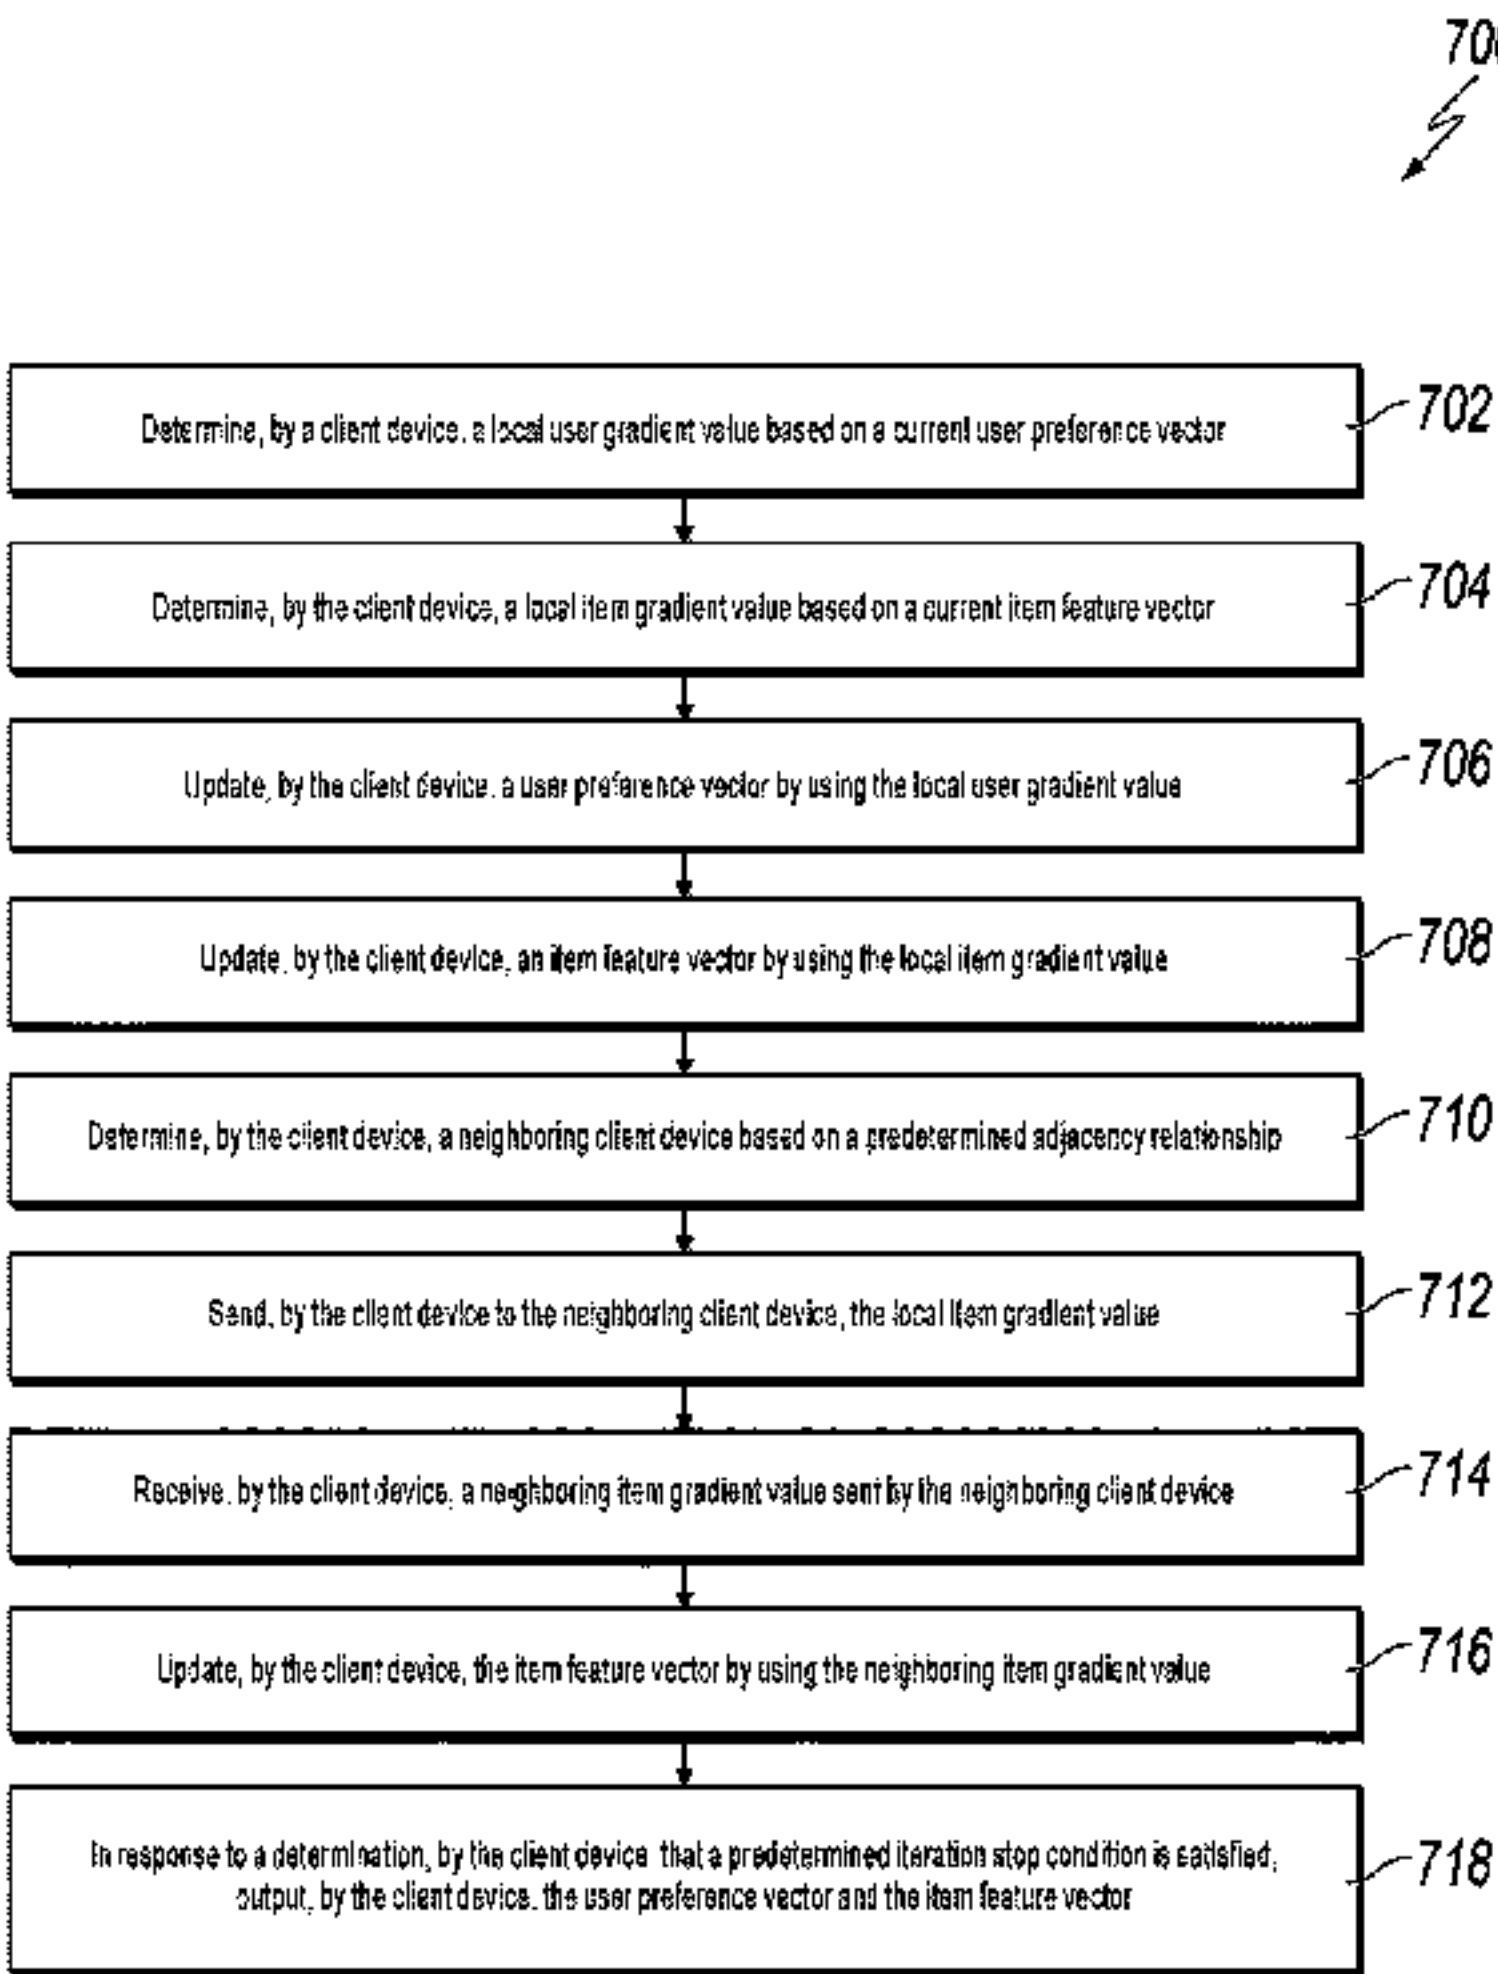 Determine, by a client device, a local user gradient value based on a current user preference vector
702
Determine, by the client device, a local item gradient value based on a current item feature vector
704
Update, by the client device, a user preference vector by using the local user gradient value
706
Update, by the client device, an item feature vector by using the local item gradient value
708
Determine, by the client device, a neighboring client device based on a predetermined adjacency relationship
710
Send, by the client device to the neighboring client device, the local item gradient value
712
Receive, by the client device, a neighboring item gradient value sent by the neighboring client device
714
Update, by the client device, the item feature vector by using the neighboring item gradient value
716
In response to a determination, by the client device, that a predetermined iteration stop condition is satisfied,
output, by the client device, the user preference vector and the item feature vector
718